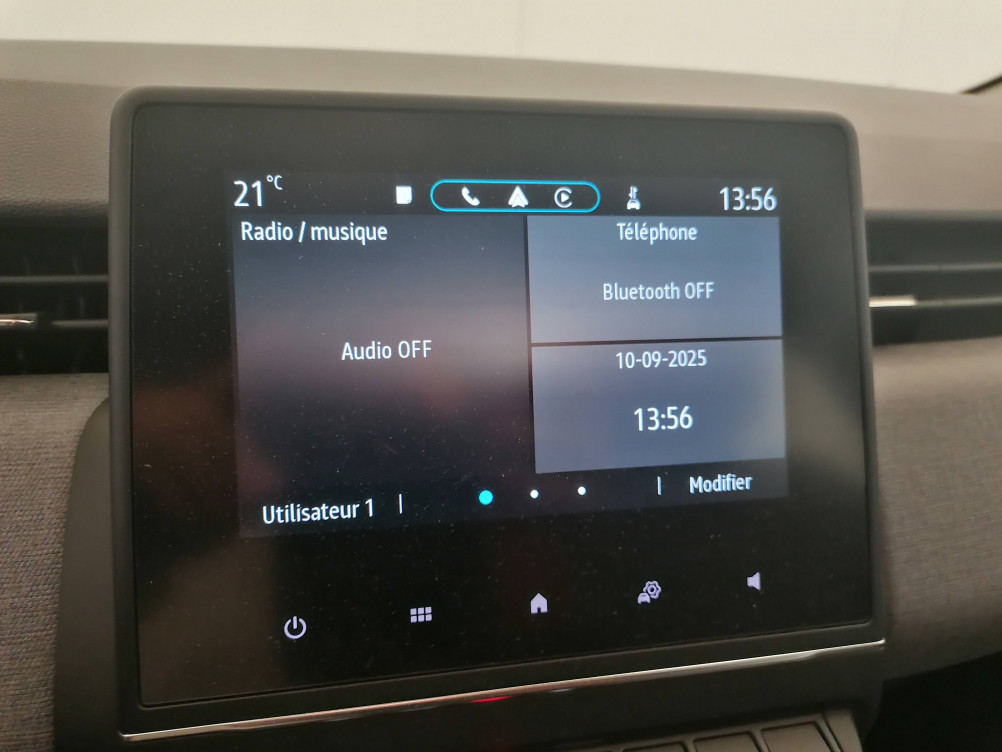 21°C
13:56
Radio / musique
Téléphone
Bluetooth OFF
Audio OFF
10-09-2025
13:56
Utilisateur 1
Modifier